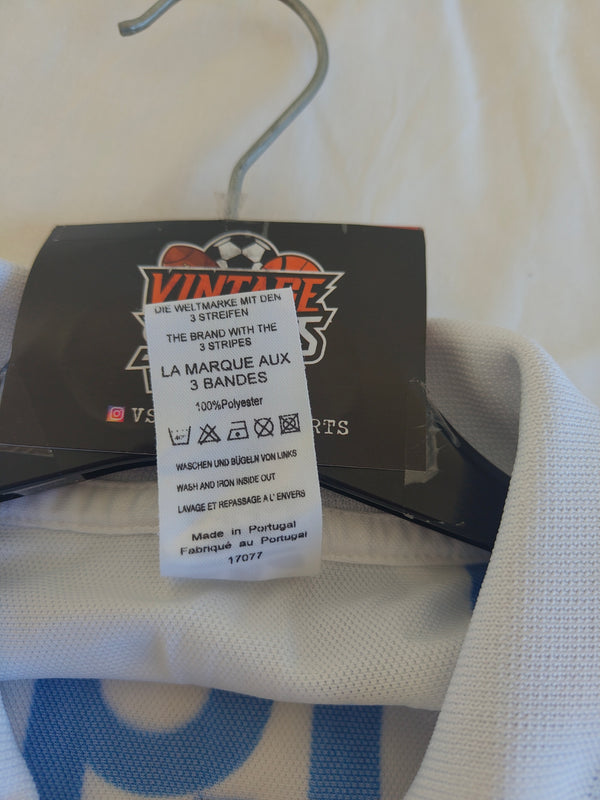 VINTAGE
DIE WELTMARKE MIT DEN
3 STREIFEN
THE BRAND WITH THE
3 STRIPES
LA MARQUE AUX
3 BANDES
100%Polyester
40°
WASCHEN UND BÜGELN VON LINKS
WASH AND IRON INSIDE OUT
LAVAGE ET REPASSAGE A L' ENVERS
Made in Portugal
Fabriqué au Portugal
17077